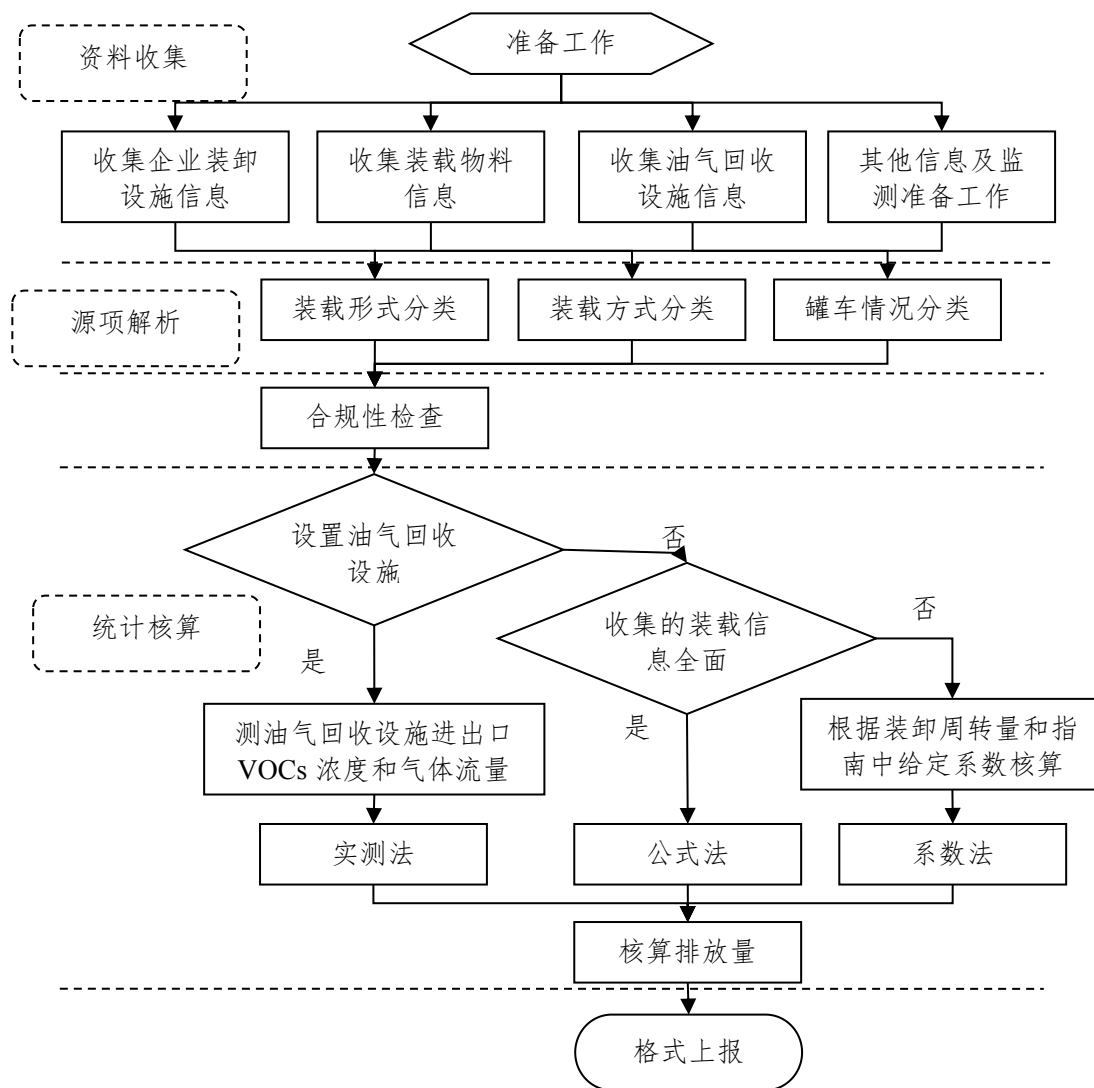 资料收集
准备工作
收集企业装卸
设施信息
收集装载物料
信息
收集油气回收
设施信息
其他信息及监
测准备工作
源项解析
装载形式分类
装载方式分类
罐车情况分类
合规性检查
设置油气回收
设施
否
统计核算
收集的装载信
息全面
否
是
测油气回收设施进出口
VOCs 浓度和气体流量
是
根据装卸周转量和指
南中给定系数核算
实测法
公式法
系数法
核算排放量
格式上报